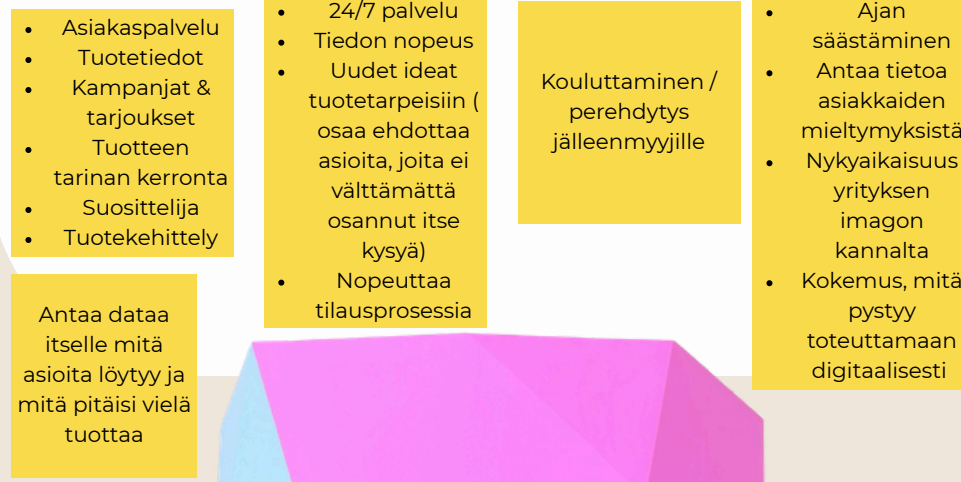 • Asiakaspalvelu
• Tuotetiedot
• Kampanjat &
tarjoukset
• Tuotteen
tarinan kerronta
• Suosittelija
• Tuotekehittely
Antaa dataa
itselle mitä
asioita löytyy ja
mitä pitäisi vielä
tuottaa
• 24/7 palvelu
• Tiedon nopeus
• Uudet ideat
tuotetarpeisiin (
osaa ehdottaa
asioita, joita ei
välttämättä
osannut itse
kysyä)
• Nopeuttaa
tilausprosessia
Kouluttaminen /
perehdytys
jälleenmyyjille
• Ajan
säästäminen
• Antaa tietoa
asiakkaiden
mieltymyksistä
• Nykyaikaisuus
yrityksen
imagon
kannalta
• Kokemus, mitä
pystyy
toteuttamaan
digitaalisesti